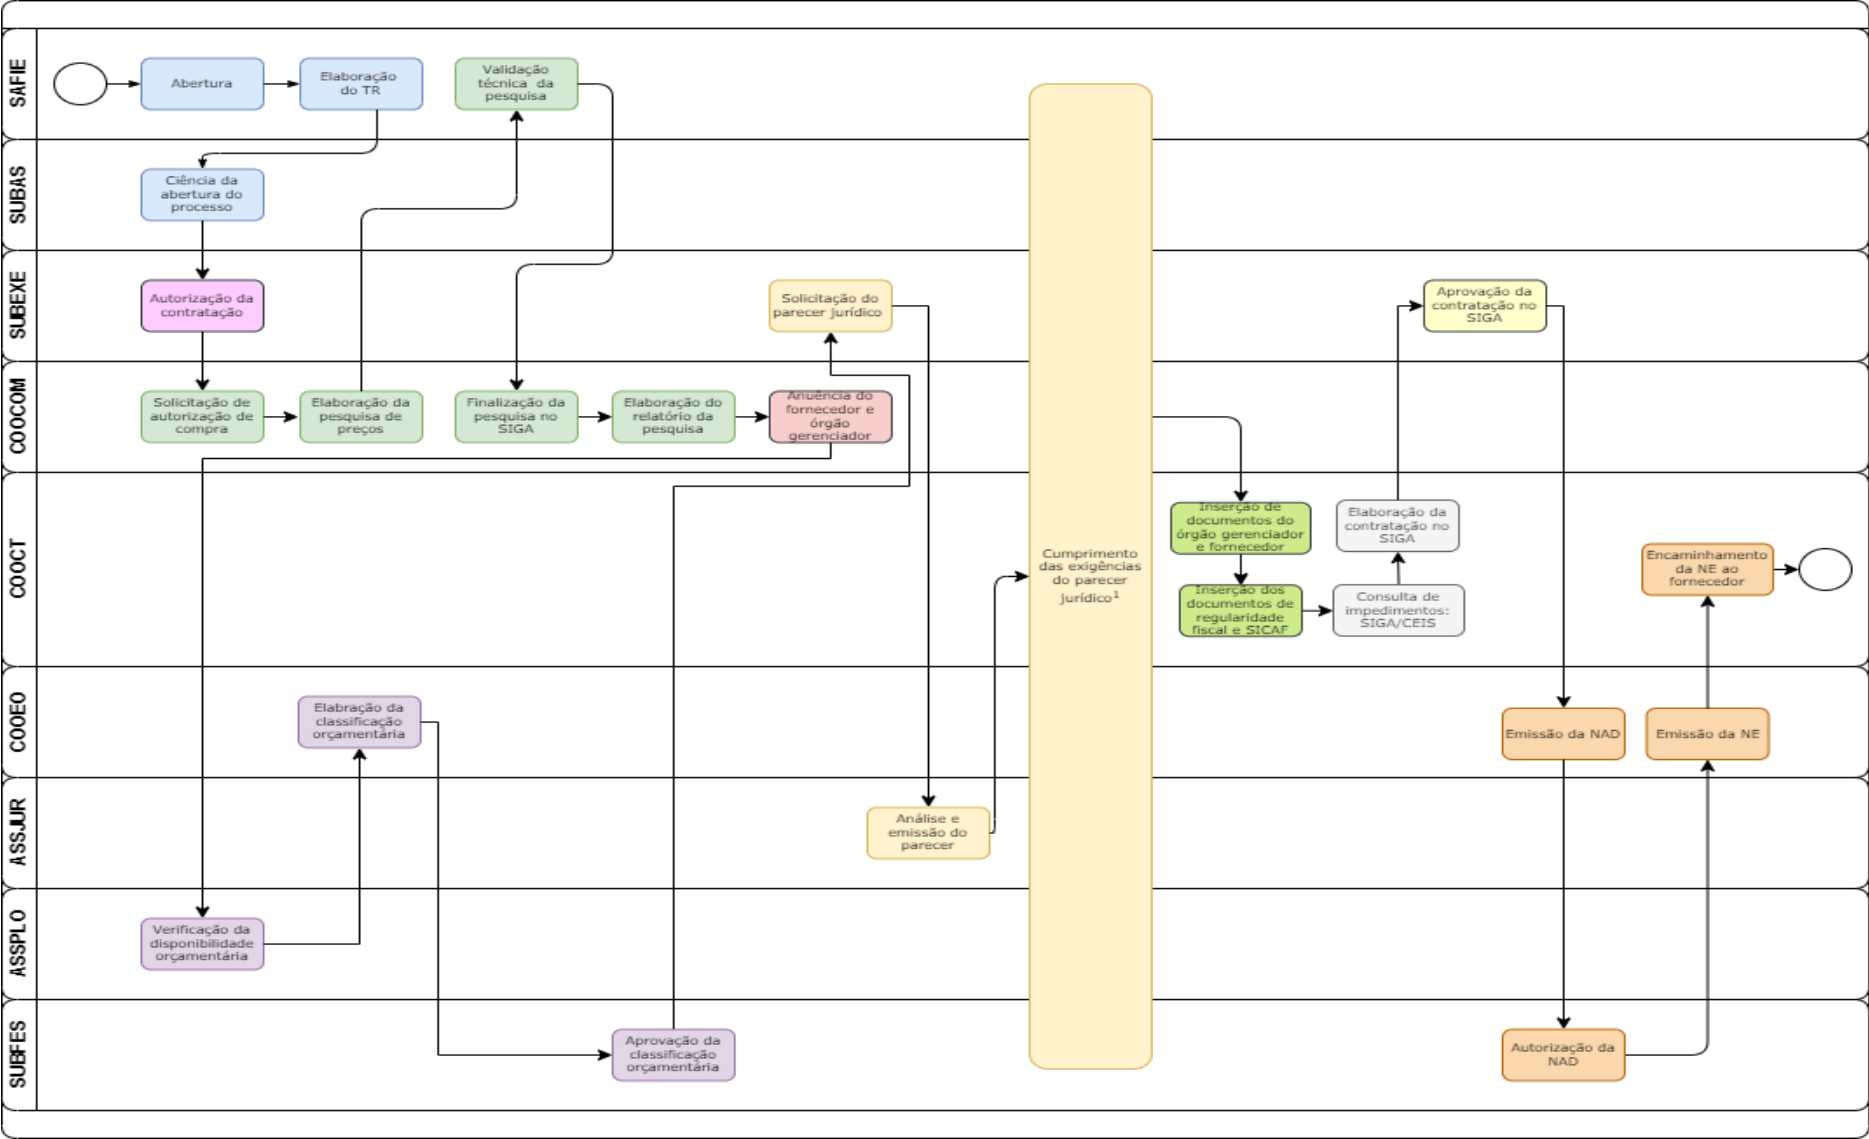 SAFIE
Abertura
Elaboração
do TR
Validação
técnica da
pesquisa
SUBAS
Ciência da
abertura do
processo
SUBEXE
Autorização da
contratação
Solicitação do
parecer jurídico
Aprovação da
contratação no
SIGA
COOCOM
Solicitação de
autorização de
compra
Elaboração da
pesquisa de
preços
Finalização da
pesquisa no
SIGA
Elaboração do
relatório da
pesquisa
Anuência do
fornecedor e
órgão
gerenciador
Cumprimento
das exigências
do parecer
jurídico¹
COOCT
Inserção de
documentos do
órgão gerenciador
e fornecedor
Inserção dos
documentos de
regularidade
fiscal e SICAF
Consulta de
impedimentos:
SIGA/CEIS
Elaboração da
contratação no
SIGA
Encaminhamento
da NE ao
fornecedor
COOEO
Elabração da
classificação
orçamentária
Emissão da NAD
Emissão da NE
ASSJUR
Análise e
emissão do
parecer
ASSPLO
Verificação da
disponibilidade
orçamentária
SUBFES
Aprovação da
classificação
orçamentária
Autorização da
NAD